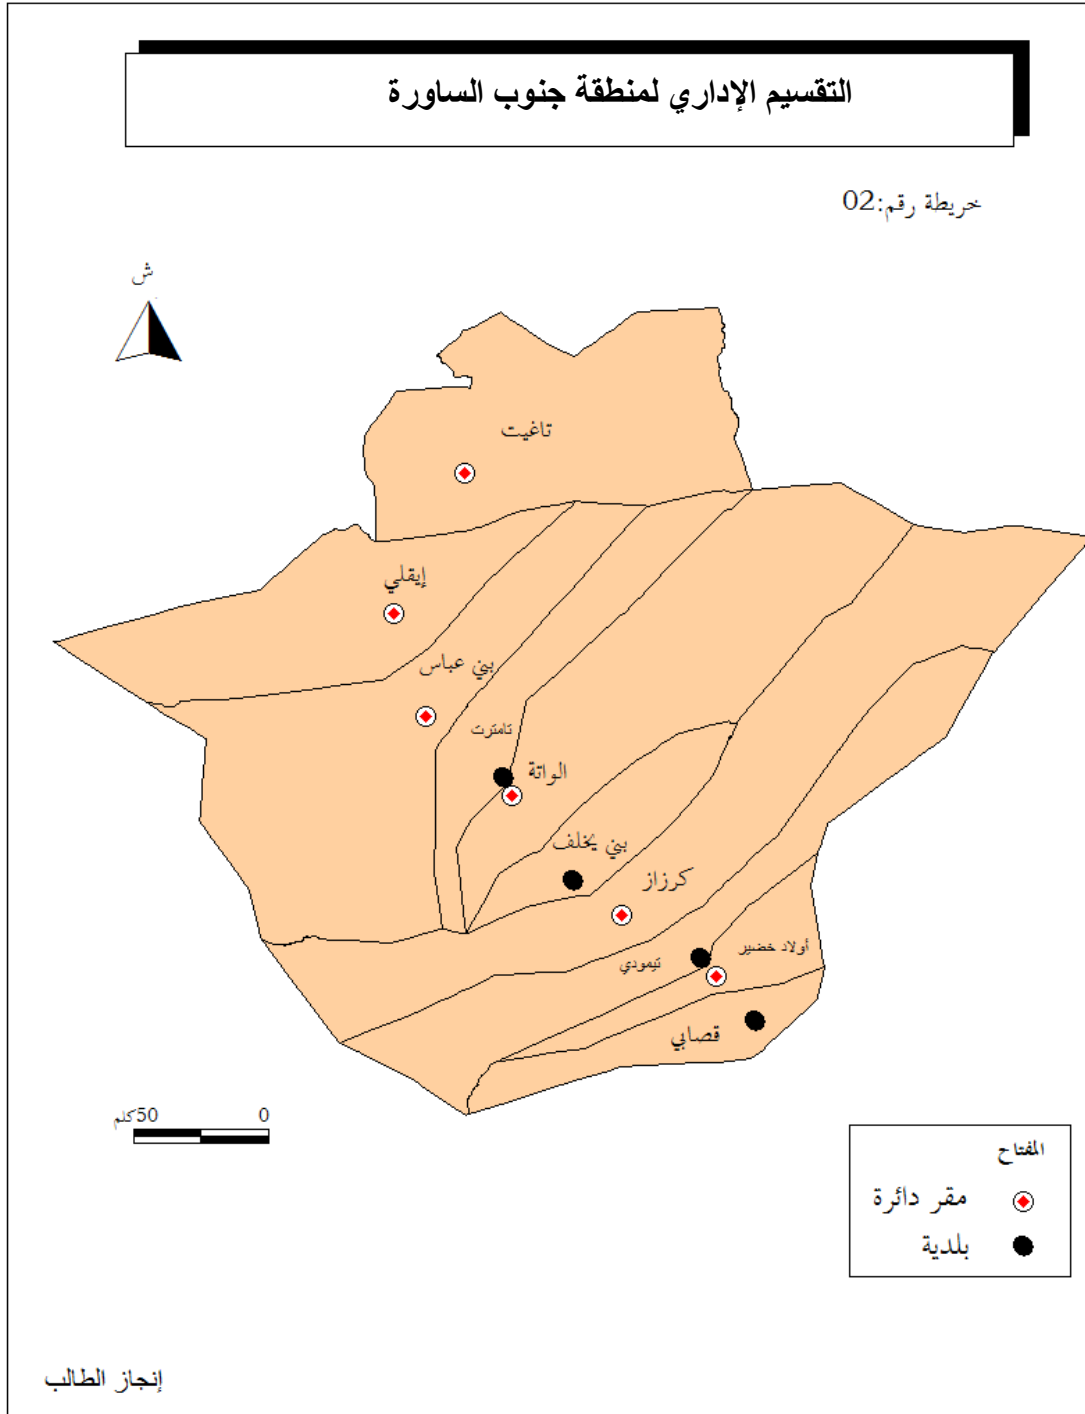 التقسيم الإداري لمنطقة جنوب الساورة
خريطة رقم:02
ش
تاغيت
إيقلي
بني عباس
تامترت
الواتة
بني يخلف
كرزاز
أولاد خضير
تيمودي
قصابي
50كلم 0
المفتاح
مقر دائرة
بلدية
إنجاز الطالب